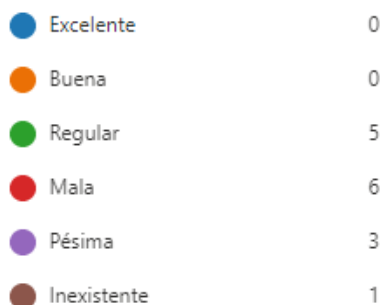 Excelente 0
Buena 0
Regular 5
Mala 6
Pésima 3
Inexistente 1